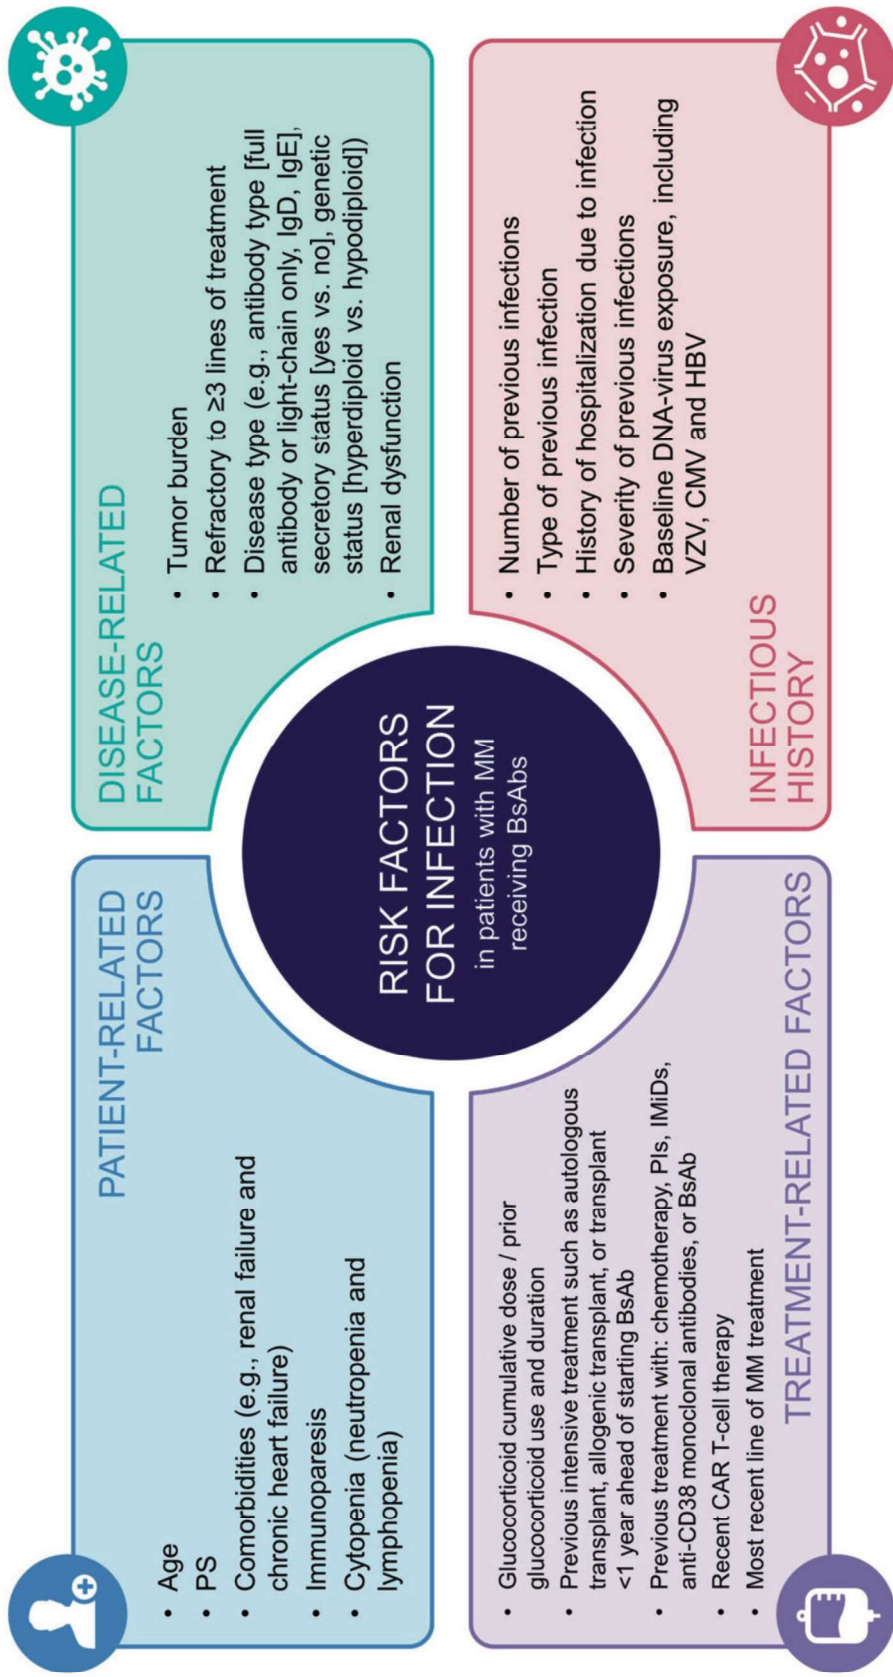 PATIENT-RELATED
FACTORS
• Age
• PS
• Comorbidities (e.g., renal failure and
chronic heart failure)
• Immunoparesis
• Cytopenia (neutropenia and
lymphopenia)
DISEASE-RELATED
FACTORS
• Tumor burden
• Refractory to ≥3 lines of treatment
• Disease type (e.g., antibody type [full
antibody or light-chain only, IgD, IgE],
secretory status [yes vs. no], genetic
status [hyperdiploid vs. hypodiploid])
• Renal dysfunction
RISK FACTORS
FOR INFECTION
in patients with MM
receiving BsAbs
• Glucocorticoid cumulative dose / prior
glucocorticoid use and duration
• Previous intensive treatment such as autologous
transplant, allogenic transplant, or transplant
<1 year ahead of starting BsAb
• Previous treatment with: chemotherapy, PIs, IMiDs,
anti-CD38 monoclonal antibodies, or BsAb
• Recent CAR T-cell therapy
• Most recent line of MM treatment
TREATMENT-RELATED FACTORS
• Number of previous infections
• Type of previous infection
• History of hospitalization due to infection
• Severity of previous infections
• Baseline DNA-virus exposure, including
VZV, CMV and HBV
INFECTIOUS
HISTORY